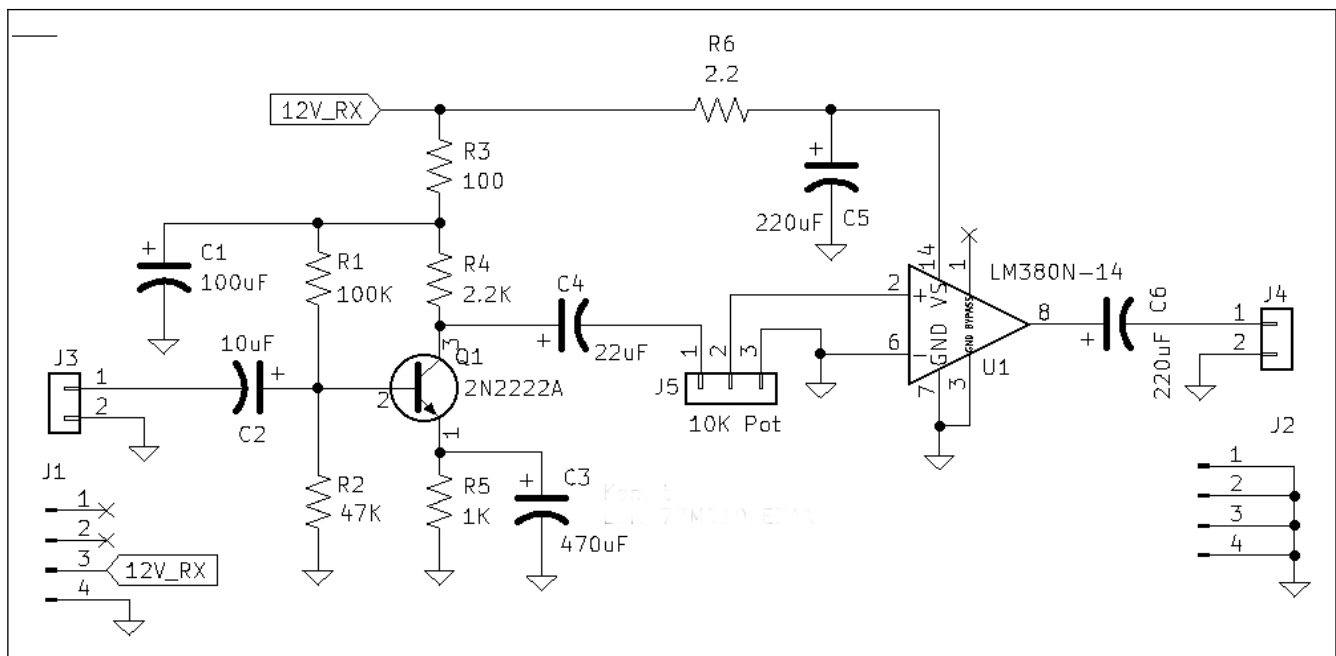 R6
2.2
12V_RX
R3
100
+
220uF C5
+
C1
100uF
R1
100K
R4
2.2K
C4
+
22uF
10uF
+
C2
J3
1
2
3
Q1
2N2222A
2
1
1 2 3
J5
10K Pot
14
VS
1
LM380N-14
2
+
6
-
GND
GND BYPASS
7
3
U1
8
C6
+
220uF
J4
1
2
J1
1
2
3
12V_RX
4
R2
47K
R5
1K
+
C3
470uF
J2
1
2
3
4